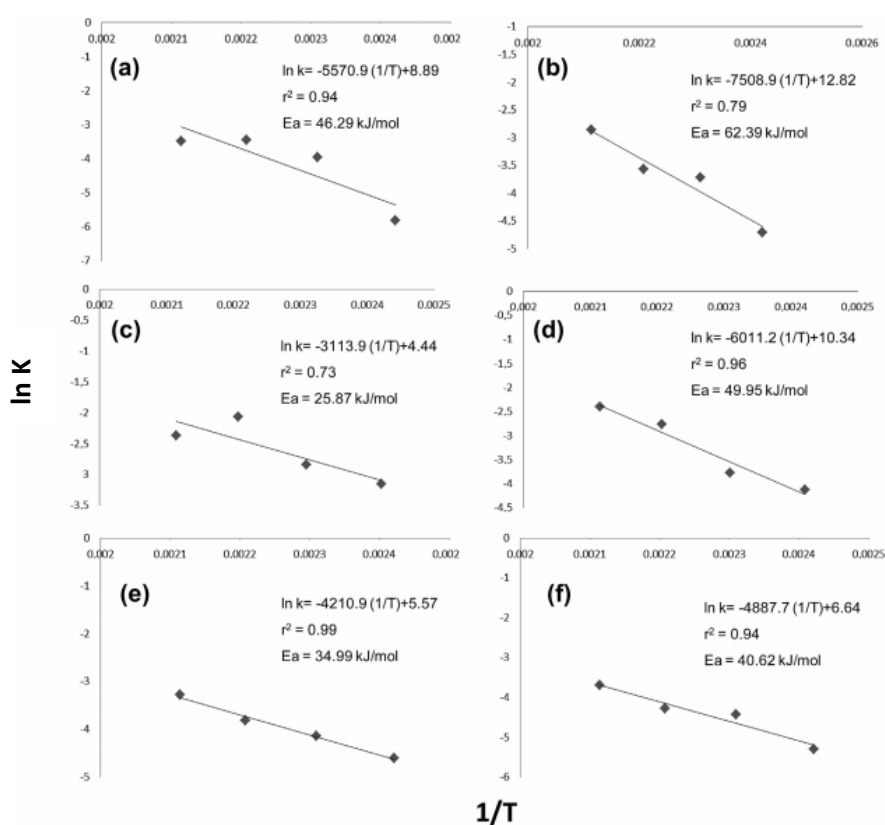 0
0.002 0.0021 0.0022 0.0023 0.0024 0.002
-1
(a)
ln k= -5570.9 (1/T)+8.89
-2
r² = 0.94
-3
Ea = 46.29 kJ/mol
-4
-5
-6
-7
-1
0.002 0.0022 0.0024 0.0026
-1.5
(b)
ln k= -7508.9 (1/T)+12.82
-2
r² = 0.79
-2.5
Ea = 62.39 kJ/mol
-3
-3.5
-4
-4.5
-5
0
0.002 0.0021 0.0022 0.0023 0.0024 0.0025
-0.5
(c)
-1
ln k= -3113.9 (1/T)+4.44
r² = 0.73
-1.5
Ea = 25.87 kJ/mol
-2
-2.5
3
3.5
0
0.002 0.0021 0.0022 0.0023 0.0024 0.0025
-0,5
(d)
ln k= -6011.2 (1/T)+10.34
-1
r² = 0.96
-1.5
Ea = 49.95 kJ/mol
-2
-2.5
-3
-3.5
-4
-4.5
0
0.002 0.0021 0.0022 0.0023 0.0024 0.002
-1
(e)
ln k= -4210.9 (1/T)+5.57
-2
r² = 0.99
Ea = 34.99 kJ/mol
-3
-4
-5
0
0.002 0.0021 0.0022 0.0023 0.0024 0.0025
-1
(f)
ln k= -4887.7 (1/T)+6.64
-2
r² = 0.94
-3
Ea = 40.62 kJ/mol
-4
-5
-6
ln K
1/T